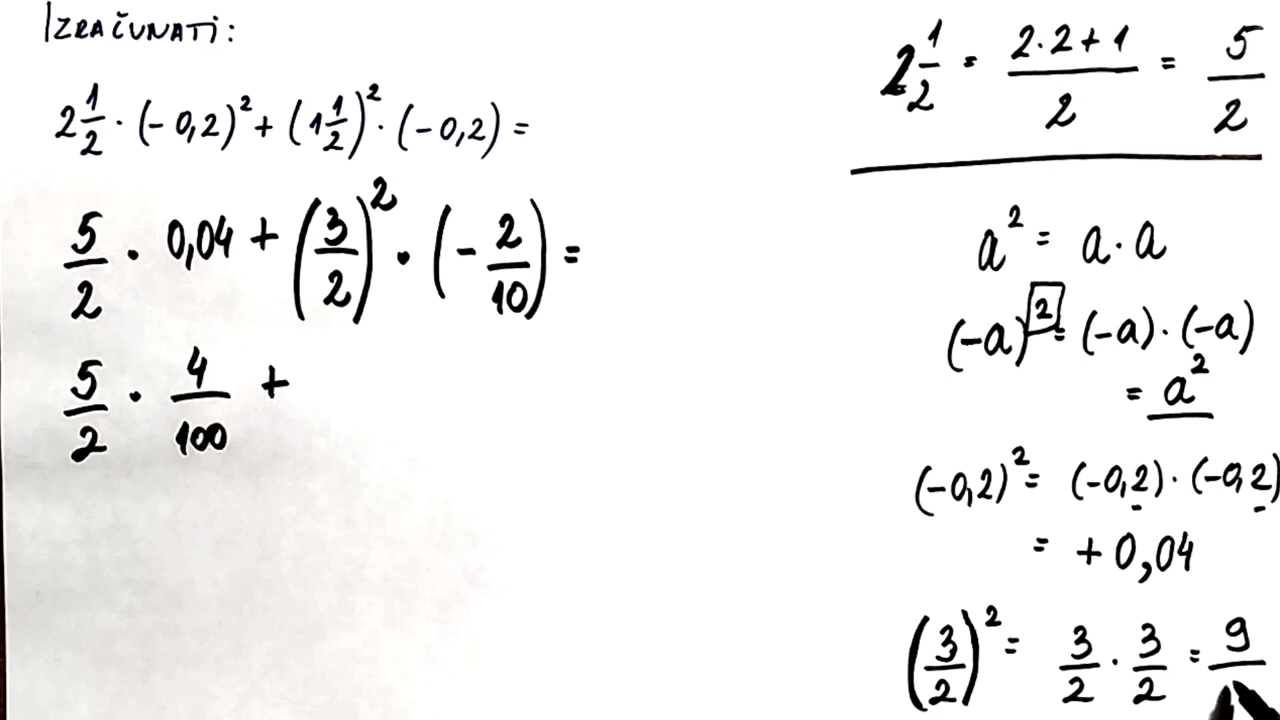 IZRAČUNATI:
2 1/2 · (-0,2)² + (1 1/2)² · (-0,2) =
5/2 · 0,04 + (3/2)² · (- 2/10) =
5/2 · 4/100 +
2 1/2 = (2·2+1)/2 = 5/2
a² = a·a
(-a)² = (-a)·(-a)
= a²
(-0,2)² = (-0,2)·(-0,2)
= +0,04
(3/2)² = 3/2 · 3/2 = 9/